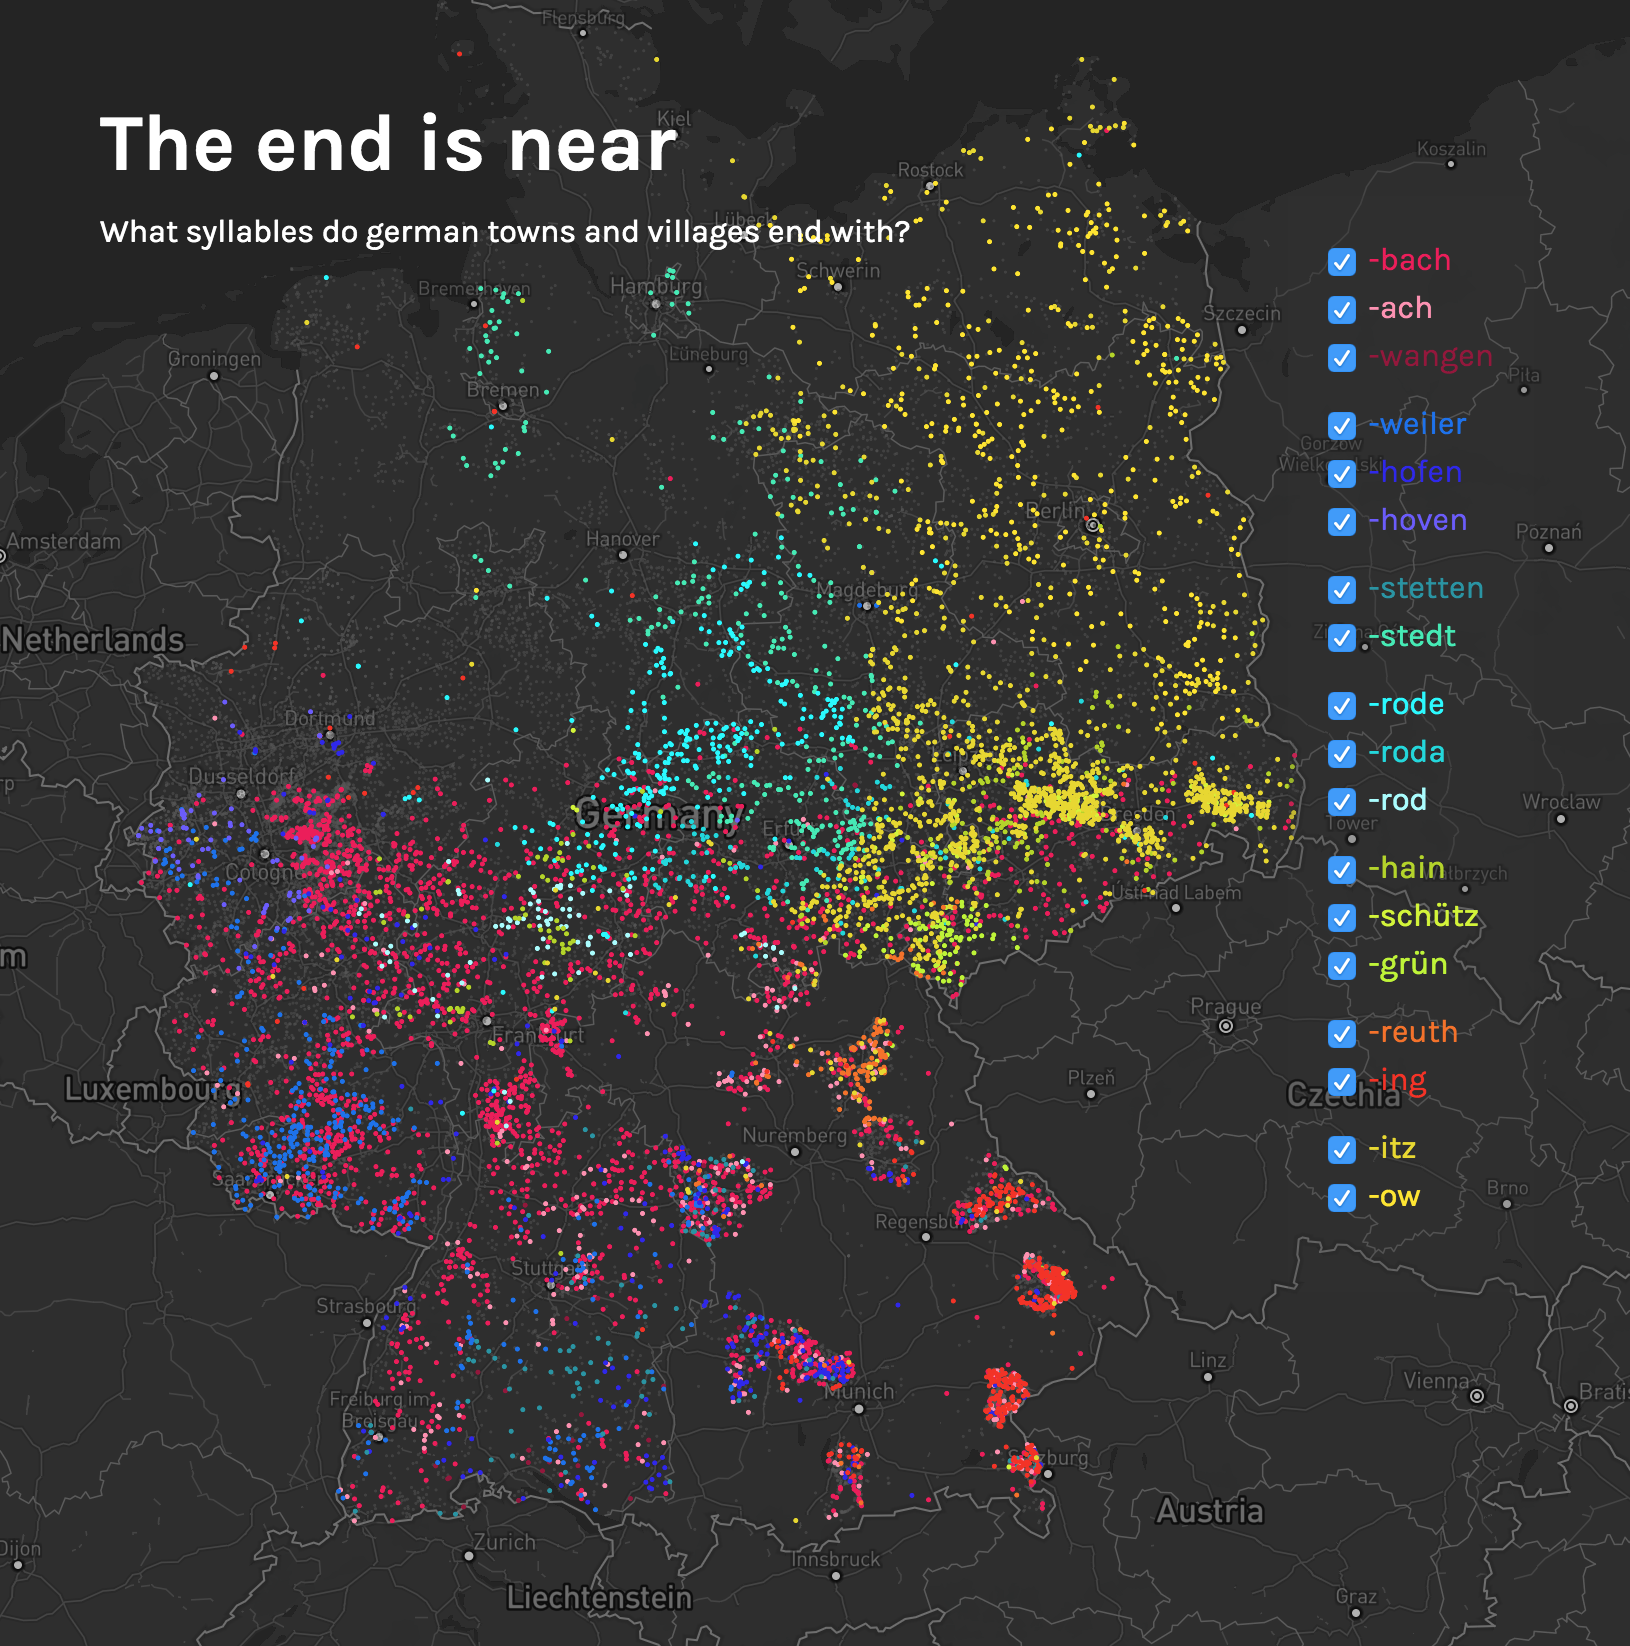 Flensburg
The end is near
Kiel
Koszalin
Rostock
What syllables do german towns and villages end with?
Lübeck
-bach
Schwerin
Bremerhaven
Hamburg
-ach
Szczecin
Groningen
Lüneburg
-wangen
Piła
Bremen
-weiler
Gorzów
Wielkopolski
-hofen
Berlin
-hoven
Amsterdam
Hanover
Poznań
Magdeburg
-stetten
Netherlands
-stedt
-rode
Dortmund
-roda
Dusseldorf
Leipzig
-rod
Wroclaw
Germany
Erfurt
Dresden
Tower
Cologne
-hain
Ústí nad Labem
-schütz
-grün
Prague
Frankfurt
-reuth
Luxembourg
Plzeň
-ing
Czechia
Nuremberg
-itz
Saarbrücken
Brno
-ow
Regensburg
Stuttgart
Strasbourg
Linz
Munich
Vienna
Freiburg im
Breisgau
Salzburg
Austria
Zurich
Dijon
Innsbruck
Liechtenstein
Graz